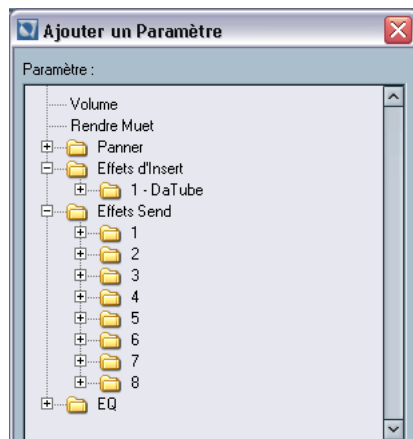 Ajouter un Paramètre
Paramètre :
Volume
Rendre Muet
Panner
Effets d'Insert
1 - DaTube
Effets Send
1
2
3
4
5
6
7
8
EQ